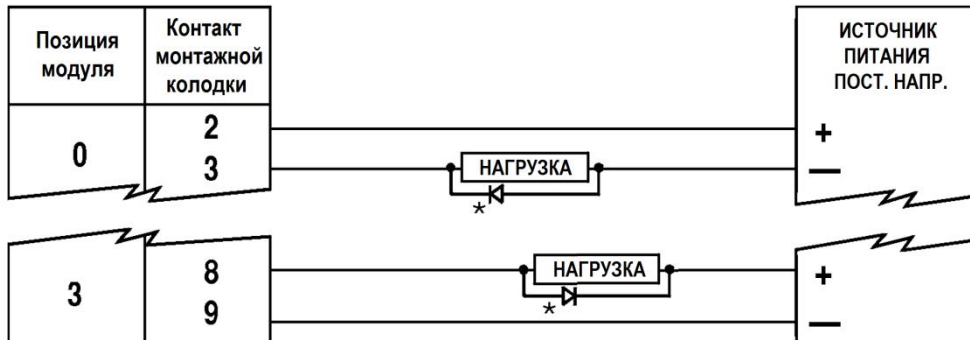 Позиция
модуля
Контакт
монтажной
колодки
ИСТОЧНИК
ПИТАНИЯ
ПОСТ. НАПР.
0
2
+
3
НАГРУЗКА
—
*
3
8
НАГРУЗКА
+
*
9
—